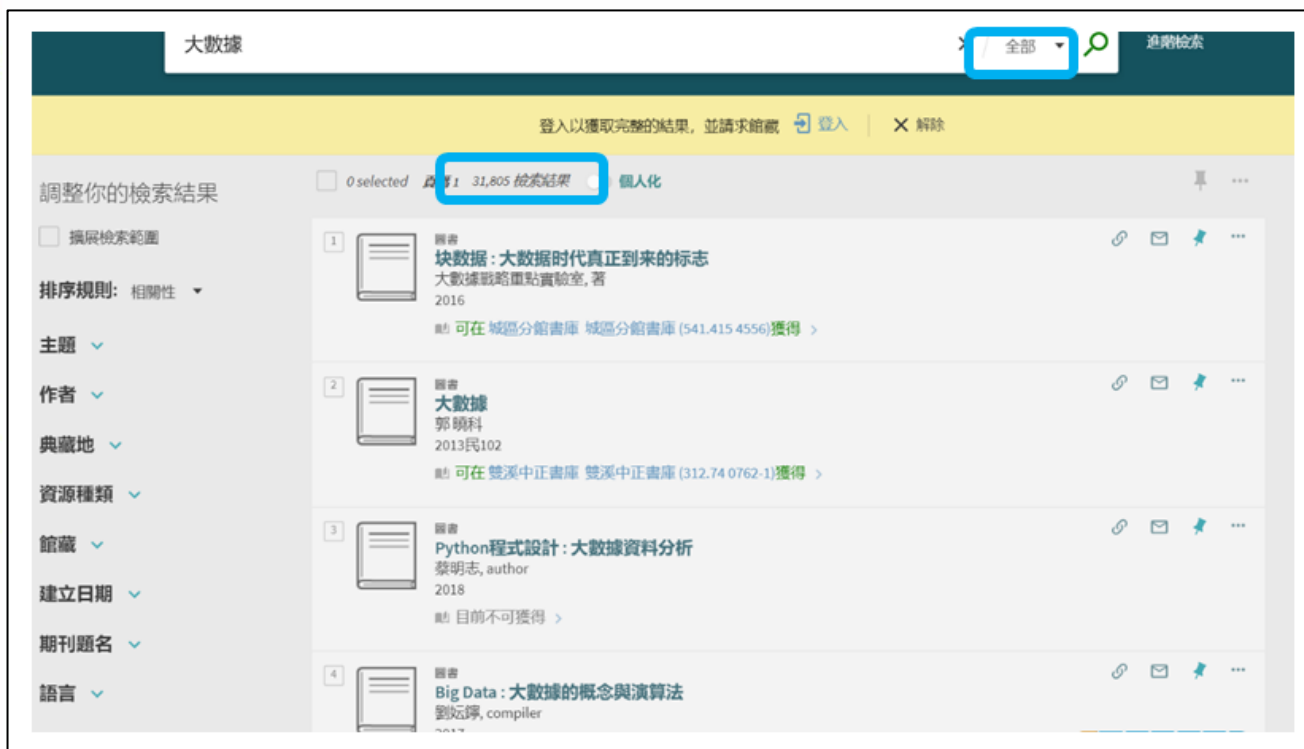 大數據
全部
進階檢索
登入以獲取完整的結果，並請求館藏 登入 解除
調整你的檢索結果
0 selected 1 31,805 檢索結果 個人化
擴展檢索範圍
排序規則: 相關性
主題
作者
典藏地
資源種類
館藏
建立日期
期刊題名
語言
1
圖書
块数据 : 大数据时代真正到来的标志
大數據戰略重點實驗室, 著
2016
可在 城區分館書庫 城區分館書庫 (541.415 4556)獲得
2
圖書
大數據
郭曉科
2013民102
可在 雙溪中正書庫 雙溪中正書庫 (312.74 0762-1)獲得
3
圖書
Python程式設計 : 大數據資料分析
蔡明志, author
2018
目前不可獲得
4
圖書
Big Data : 大數據的概念與演算法
compiler